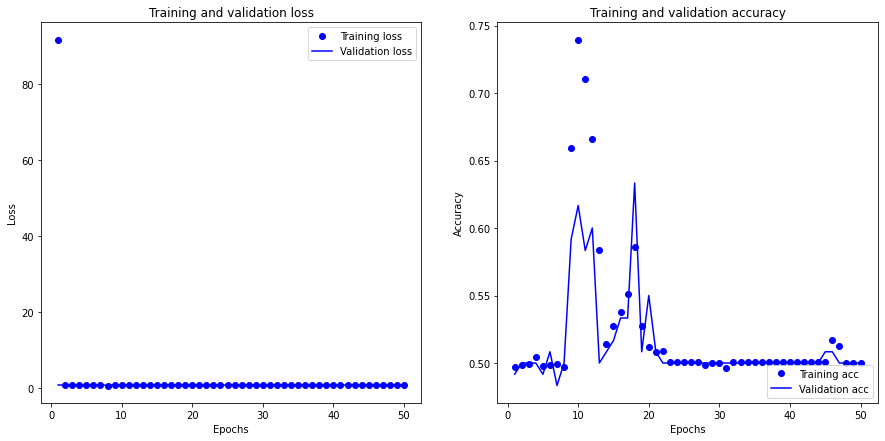 Training and validation loss
Training loss
Validation loss
80
60
40
20
0
Loss
0
10
20
30
40
50
Epochs
Training and validation accuracy
0.75
0.70
0.65
0.60
0.55
0.50
Accuracy
Training acc
Validation acc
0
10
20
30
40
50
Epochs